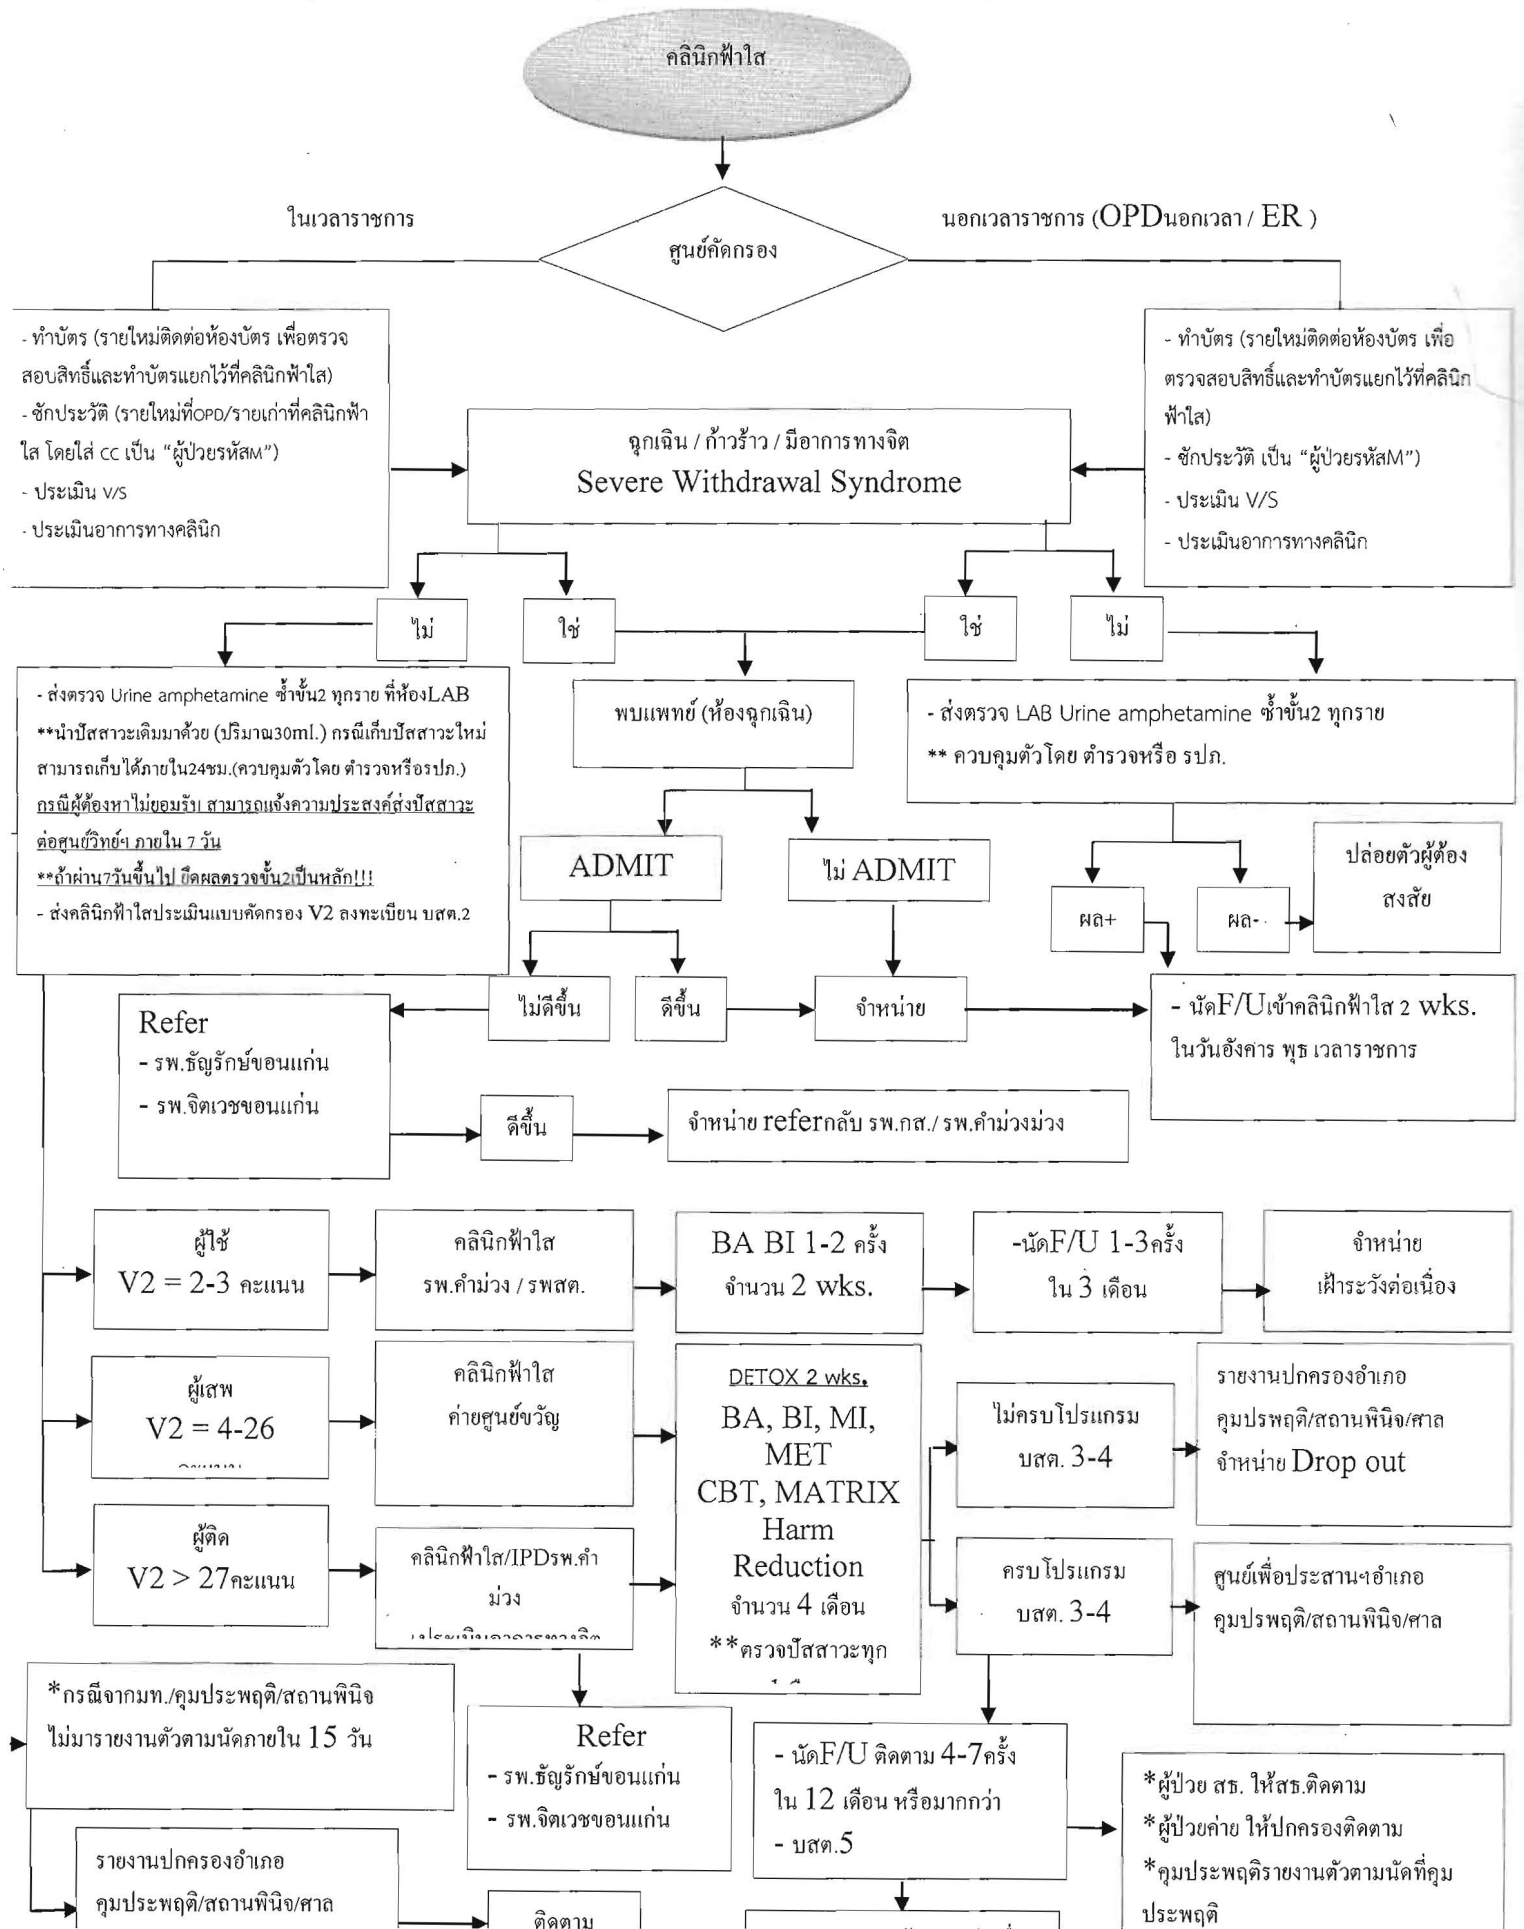 คลินิกฟ้าใส
ในเวลาราชการ
นอกเวลาราชการ (OPDนอกเวลา / ER )
ศูนย์คัดกรอง
- ทำบัตร (รายใหม่ติดต่อห้องบัตร เพื่อตรวจ
สอบสิทธิ์และทำบัตรแยกไว้ที่คลินิกฟ้าใส)
- ซักประวัติ (รายใหม่ที่OPD/รายเก่าที่คลินิกฟ้า
ใส โดยใส่ CC เป็น “ผู้ป่วยรหัสM”)
- ประเมิน V/S
- ประเมินอาการทางคลินิก
ฉุกเฉิน / ก้าวร้าว / มีอาการทางจิต
Severe Withdrawal Syndrome
- ทำบัตร (รายใหม่ติดต่อห้องบัตร เพื่อ
ตรวจสอบสิทธิ์และทำบัตรแยกไว้ที่คลินิก
ฟ้าใส)
- ซักประวัติ เป็น “ผู้ป่วยรหัสM”)
- ประเมิน V/S
- ประเมินอาการทางคลินิก
ไม่
ใช่
ใช่
ไม่
- ส่งตรวจ Urine amphetamine ซ้ำขั้น2 ทุกราย ที่ห้องLAB
**นำปัสสาวะเดิมมาด้วย (ปริมาณ30ml.) กรณีเก็บปัสสาวะใหม่
สามารถเก็บได้ภายใน24ชม.(ควบคุมตัวโดย ตำรวจหรือรปภ.)
กรณีผู้ต้องหาไม่ยอมรับ สามารถแจ้งความประสงค์ส่งปัสสาวะ
ต่อศูนย์วิทย์ฯ ภายใน 7 วัน
**ถ้าผ่าน7วันขึ้นไป ยึดผลตรวจขั้น2เป็นหลัก!!!
- ส่งคลินิกฟ้าใสประเมินแบบคัดกรอง V2 ลงทะเบียน บสต.2
พบแพทย์ (ห้องฉุกเฉิน)
- ส่งตรวจ LAB Urine amphetamine ซ้ำขั้น2 ทุกราย
** ควบคุมตัวโดย ตำรวจหรือ รปภ.
ADMIT
ไม่ ADMIT
ผล+
ผล-
ปล่อยตัวผู้ต้อง
สงสัย
ไม่ดีขึ้น
ดีขึ้น
จำหน่าย
- นัดF/Uเข้าคลินิกฟ้าใส 2 wks.
ในวันอังคาร พุธ เวลาราชการ
Refer
- รพ.ธัญรักษ์ขอนแก่น
- รพ.จิตเวชขอนแก่น
ดีขึ้น
จำหน่าย referกลับ รพ.กส./ รพ.คำม่วงม่วง
ผู้ใช้
V2 = 2-3 คะแนน
คลินิกฟ้าใส
รพ.คำม่วง / รพสต.
BA BI 1-2 ครั้ง
จำนวน 2 wks.
-นัดF/U 1-3ครั้ง
ใน 3 เดือน
จำหน่าย
เฝ้าระวังต่อเนื่อง
ผู้เสพ
V2 = 4-26
คลินิกฟ้าใส
ค่ายศูนย์ขวัญ
DETOX 2 wks.
BA, BI, MI,
MET
CBT, MATRIX
Harm
Reduction
จำนวน 4 เดือน
**ตรวจปัสสาวะทุก
ไม่ครบโปรแกรม
บสต. 3-4
รายงานปกครองอำเภอ
คุมปรพฤติ/สถานพินิจ/ศาล
จำหน่าย Drop out
ผู้ติด
V2 > 27คะแนน
คลินิกฟ้าใส/IPDรพ.คำ
ม่วง
ครบโปรแกรม
บสต. 3-4
ศูนย์เพื่อประสานฯอำเภอ
คุมปรพฤติ/สถานพินิจ/ศาล
*กรณีจากมท./คุมประพฤติ/สถานพินิจ
ไม่มารายงานตัวตามนัดภายใน 15 วัน
Refer
- รพ.ธัญรักษ์ขอนแก่น
- รพ.จิตเวชขอนแก่น
- นัดF/U ติดตาม 4-7ครั้ง
ใน 12 เดือน หรือมากกว่า
- บสต.5
*ผู้ป่วย สธ. ให้สธ.ติดตาม
*ผู้ป่วยค่าย ให้ปกครองติดตาม
*คุมประพฤติรายงานตัวตามนัดที่คุม
ประพฤติ
รายงานปกครองอำเภอ
คุมประพฤติ/สถานพินิจ/ศาล
ติดตาม